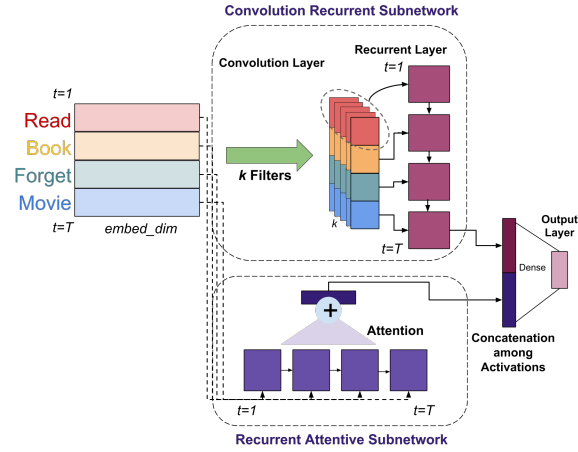 Convolution Recurrent Subnetwork
Recurrent Layer
Convolution Layer
t=1
t=1
Read
Book
Forget
Movie
t=T
embed_dim
k Filters
k
t=T
Output
Layer
Dense
Concatenation
among
Activations
+
Attention
t=1
t=T
Recurrent Attentive Subnetwork